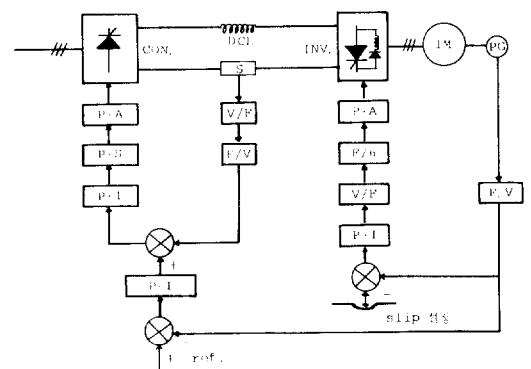 CON.
DCL
INV.
IM
PG
S
P·A
V/F
P·A
F/V
F/6
P·I
V/F
F/V
P·I
+
P·I
-
slip
+ ref.